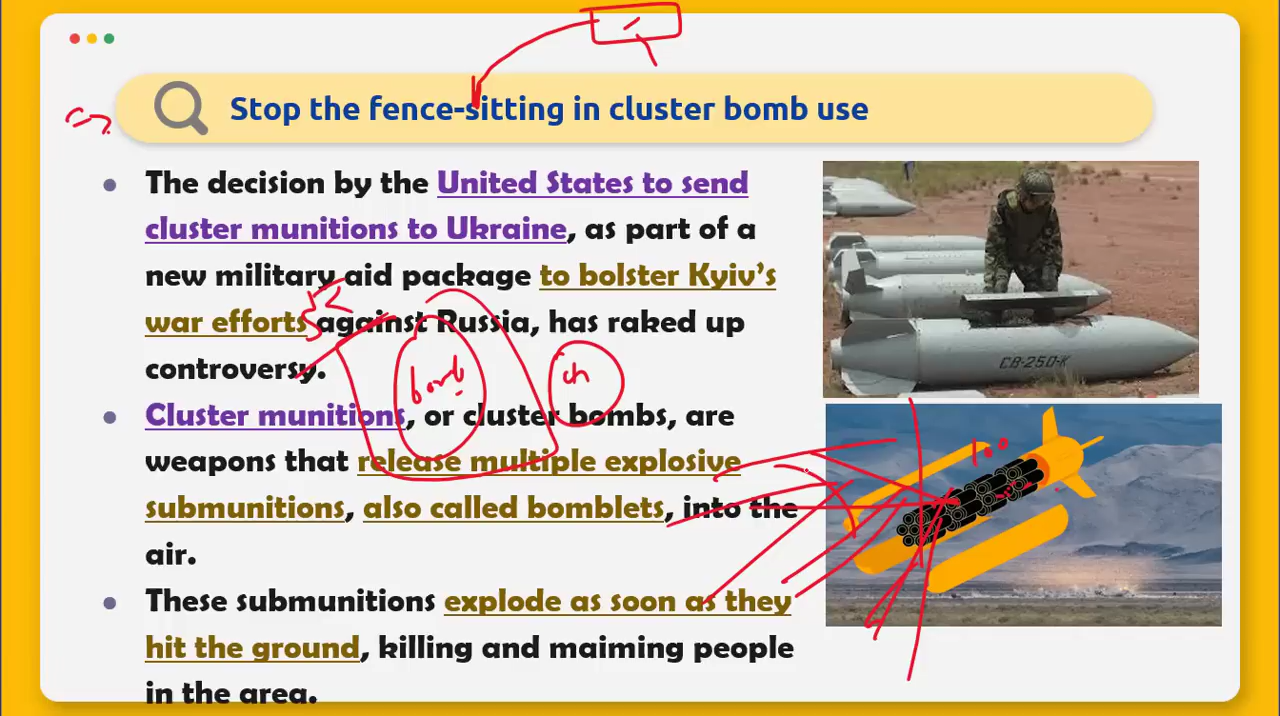 Stop the fence-sitting in cluster bomb use
The decision by the United States to send
cluster munitions to Ukraine, as part of a
new military aid package to bolster Kyiv's
war efforts against Russia, has raked up
controversy.
Cluster munitions, or cluster bombs, are
weapons that release multiple explosive
submunitions, also called bomblets, into the
air.
These submunitions explode as soon as they
hit the ground, killing and maiming people
in the area.
bomb
CB-250-K
100